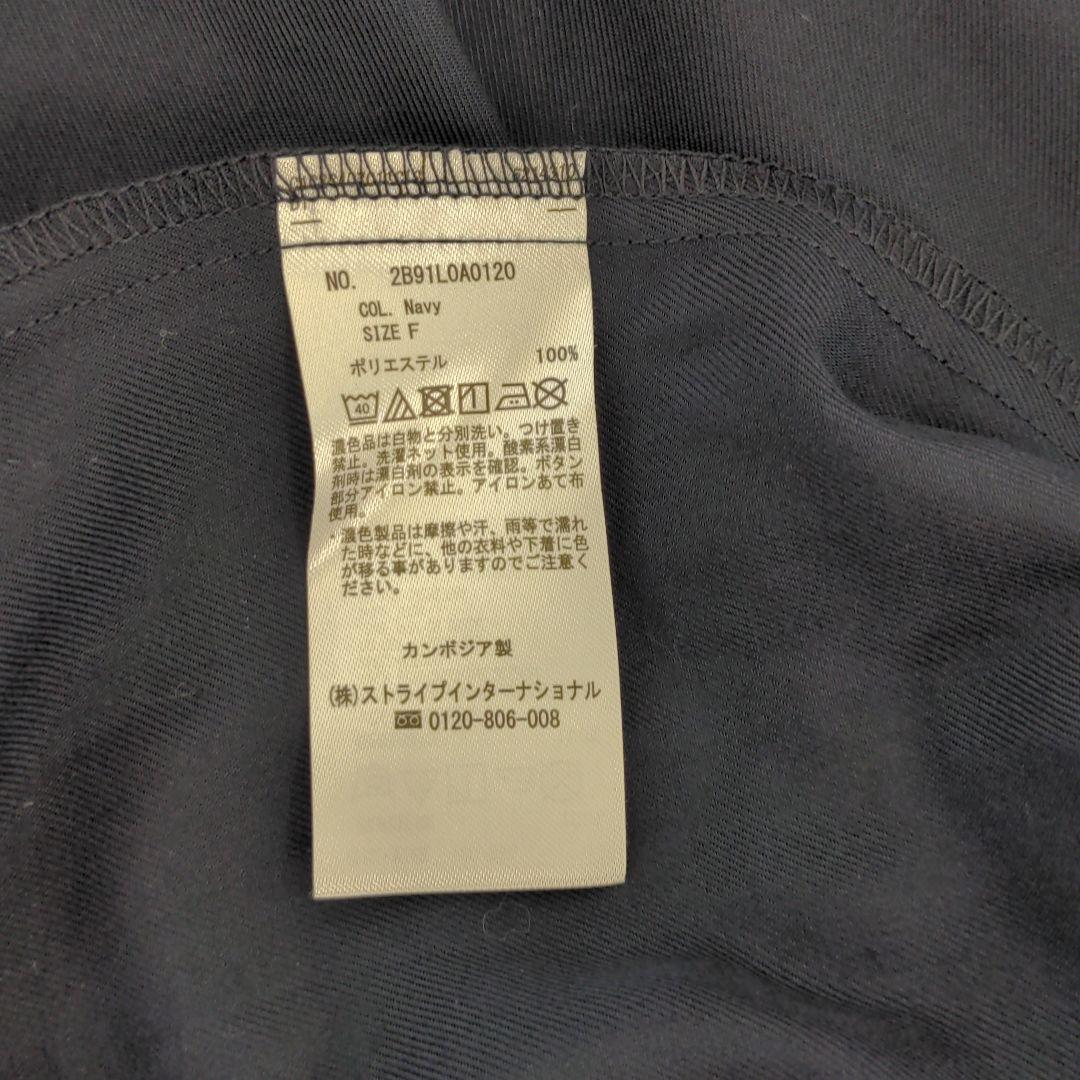 NO. 2B91L0A0120
COL. Navy
SIZE F
ポリエステル 100%
40
濃色品は白物と分別洗い。つけ置き
禁止。洗濯ネット使用。酸素系漂白
剤時は漂白剤の表示を確認。ボタン
部分アイロン禁止。アイロンあて布
使用。
濃色製品は摩擦や汗、雨等で濡れ
た時などに、他の衣料や下着に色
が移る事がありますのでご注意く
ださい。
カンボジア製
(株)ストライプインターナショナル
0120-806-008